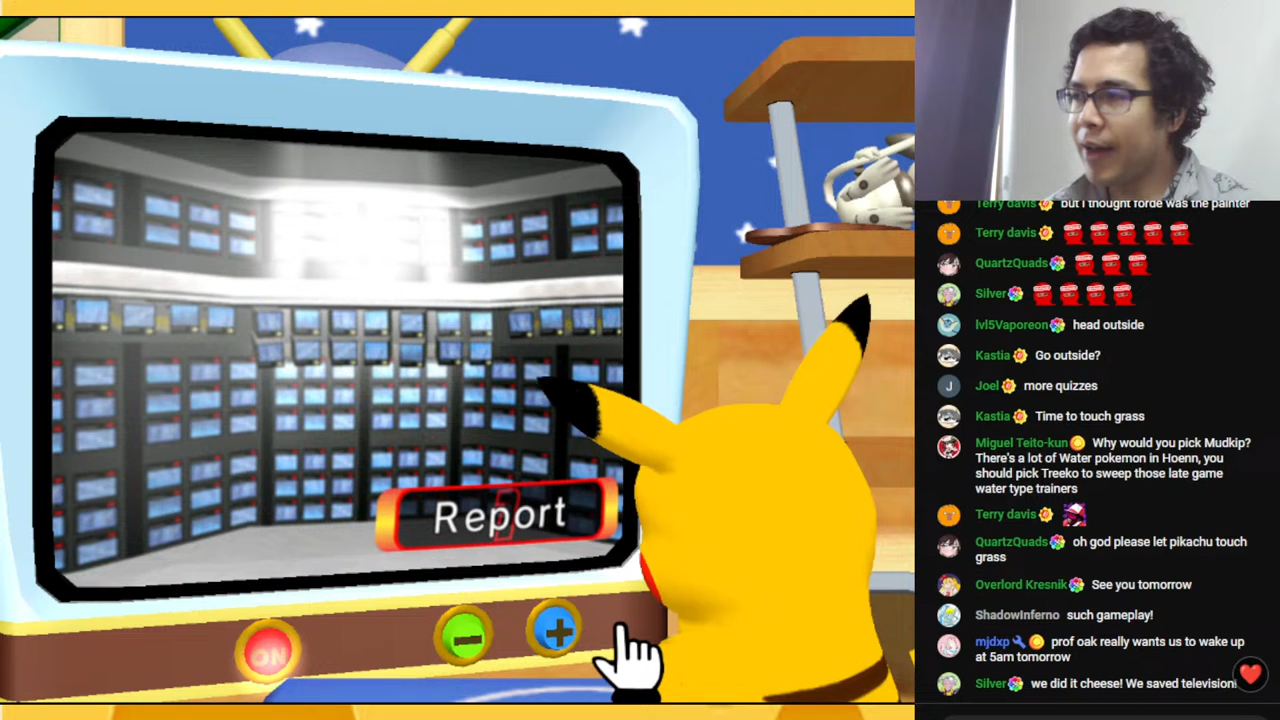 Report
ON
Terry davis but I thought forde was the painter
Terry davis
QuartzQuads
Silver
lvl5Vaporeon head outside
Kastia Go outside?
J Joel more quizzes
Kastia Time to touch grass
Miguel Teito-kun Why would you pick Mudkip?
There's a lot of Water pokemon in Hoenn, you
should pick Treeko to sweep those late game
water type trainers
Terry davis
QuartzQuads oh god please let pikachu touch
grass
Overlord Kresnik See you tomorrow
ShadowInferno such gameplay!
mjdxp prof oak really wants us to wake up
at 5am tomorrow
Silver we did it cheese! We saved television!